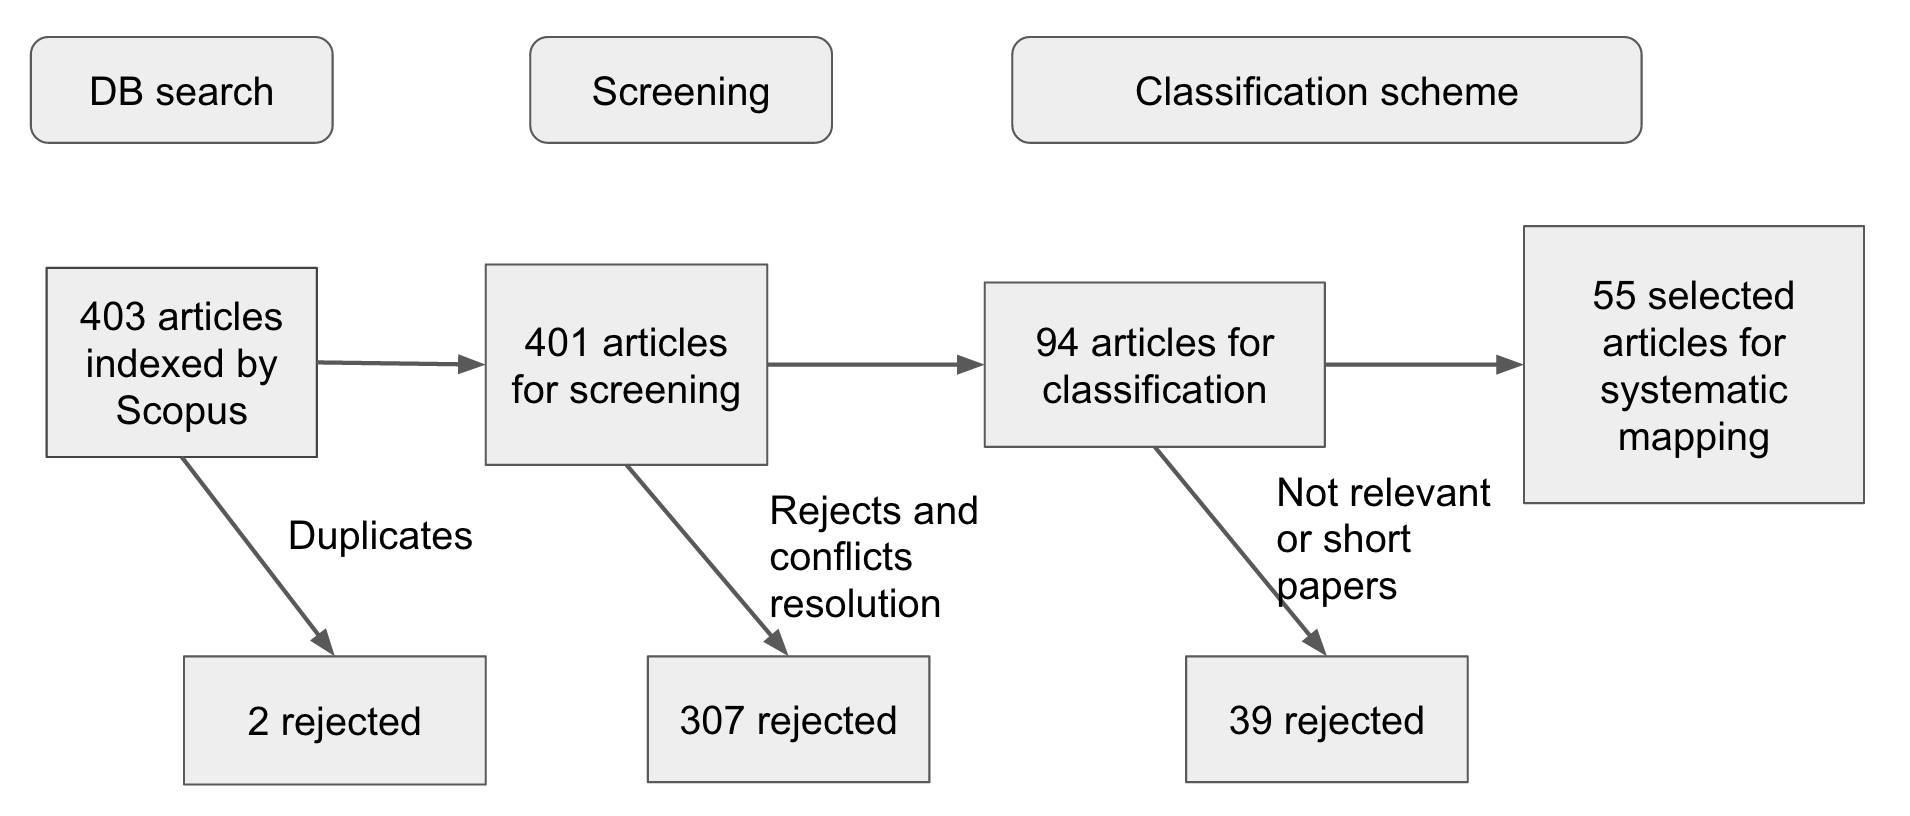 DB search
Screening
Classification scheme
403 articles
indexed by
Scopus
401 articles
for screening
94 articles for
classification
55 selected
articles for
systematic
mapping
Duplicates
Rejects and
conflicts
resolution
Not relevant
or short
papers
2 rejected
307 rejected
39 rejected